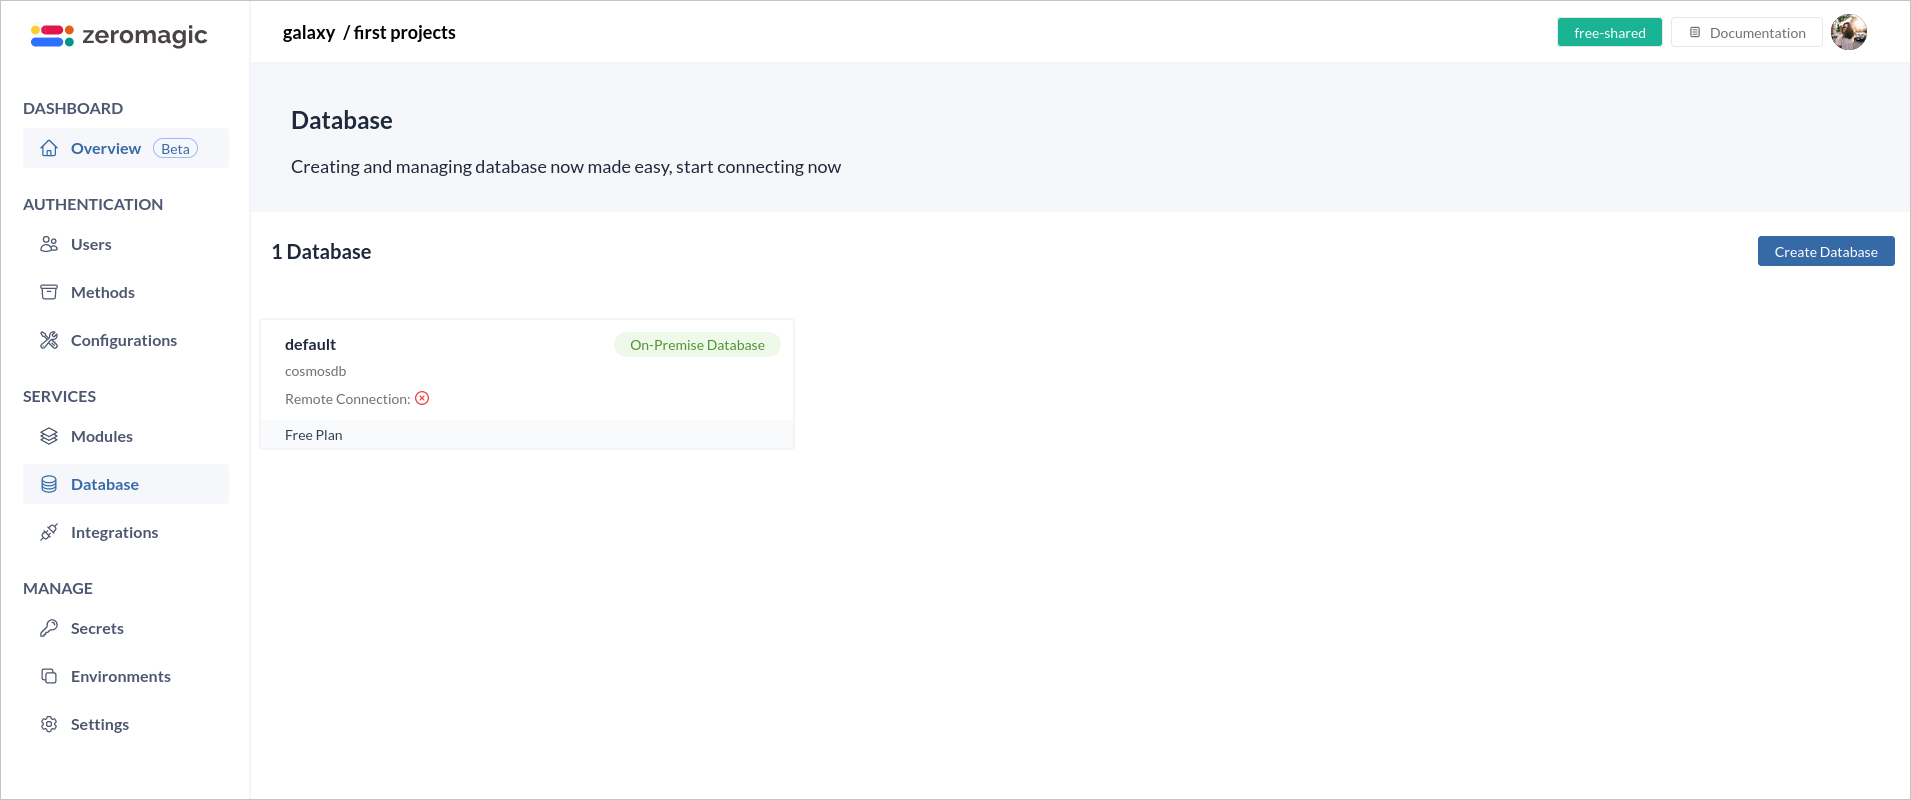 zeromagic
galaxy / first projects
free-shared
Documentation
DASHBOARD
Overview Beta
AUTHENTICATION
Users
Methods
Configurations
SERVICES
Modules
Database
Integrations
MANAGE
Secrets
Environments
Settings
Database
Creating and managing database now made easy, start connecting now
1 Database
Create Database
default
On-Premise Database
cosmosdb
Remote Connection:
Free Plan